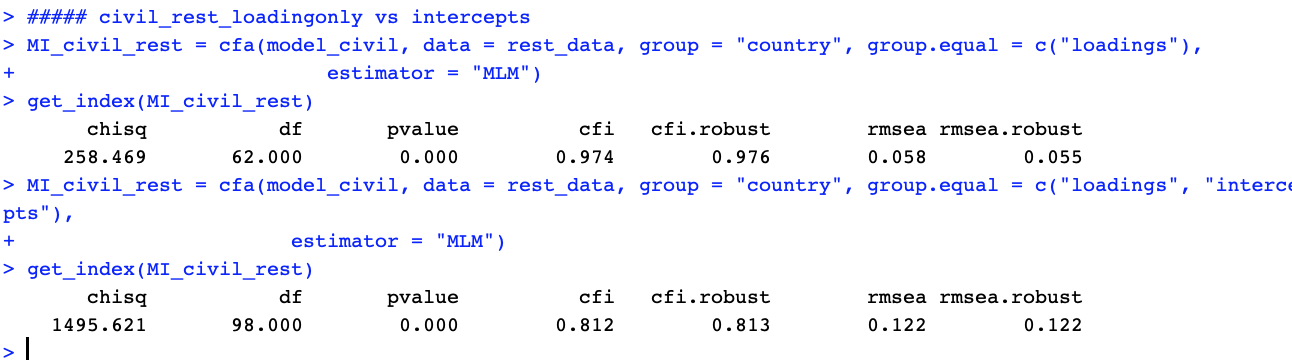 > ##### civil_rest_loadingonly vs intercepts
> MI_civil_rest = cfa(model_civil, data = rest_data, group = "country", group.equal = c("loadings"),
+                          estimator = "MLM")
> get_index(MI_civil_rest)
       chisq           df       pvalue          cfi   cfi.robust        rmsea rmsea.robust
     258.469       62.000        0.000        0.974        0.976        0.058        0.055
> MI_civil_rest = cfa(model_civil, data = rest_data, group = "country", group.equal = c("loadings", "interce
pts"),
+                       estimator = "MLM")
> get_index(MI_civil_rest)
       chisq           df       pvalue          cfi   cfi.robust        rmsea rmsea.robust
    1495.621       98.000        0.000        0.812        0.813        0.122        0.122
>